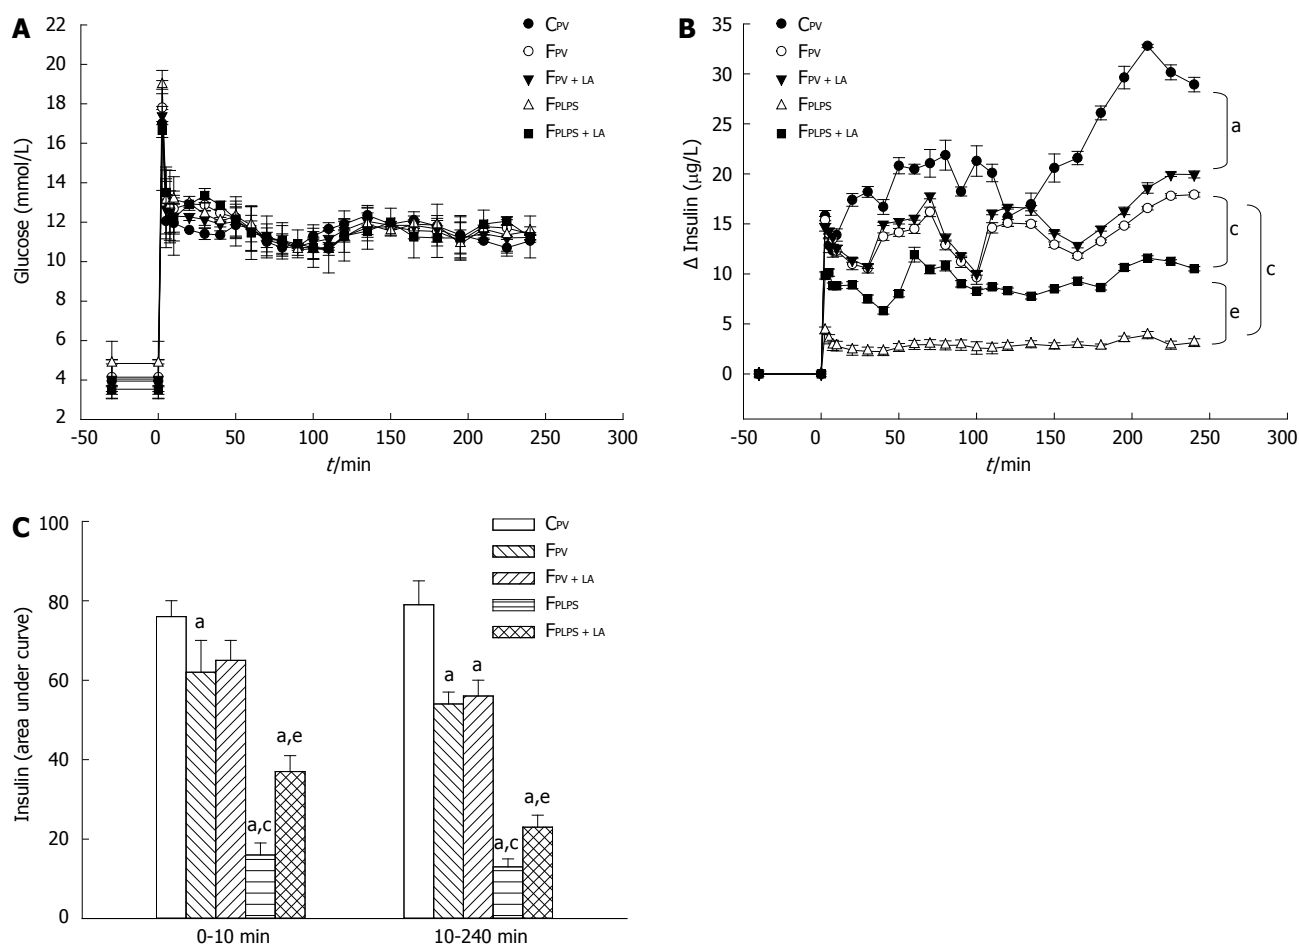 A
Glucose (mmol/L)
22
20
18
16
14
12
10
8
6
4
2
-50 0 50 100 150 200 250 300
t/min
CPV
FPV
FPV + LA
FPLPS
FPLPS + LA
B
Δ Insulin (μg/L)
35
30
25
20
15
10
5
0
-50 0 50 100 150 200 250 300
t/min
CPV
FPV
FPV + LA
FPLPS
FPLPS + LA
a
c
c
e
C
Insulin (area under curve)
100
80
60
40
20
0
CPV
FPV
FPV + LA
FPLPS
FPLPS + LA
a
a,c
a,e
a
a
a,c
a,e
0-10 min 10-240 min